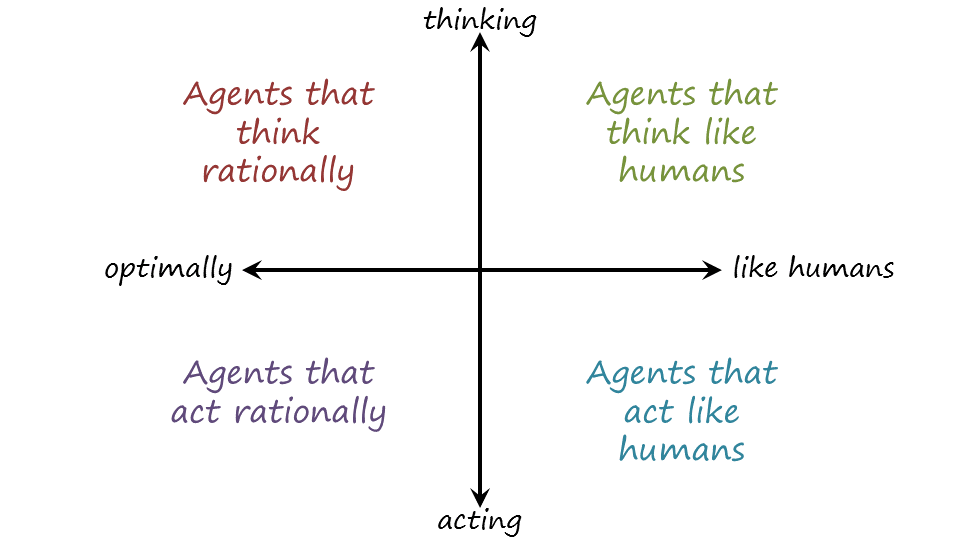 thinking
Agents that
think
rationally
Agents that
think like
humans
optimally
like humans
Agents that
act rationally
Agents that
act like
humans
acting